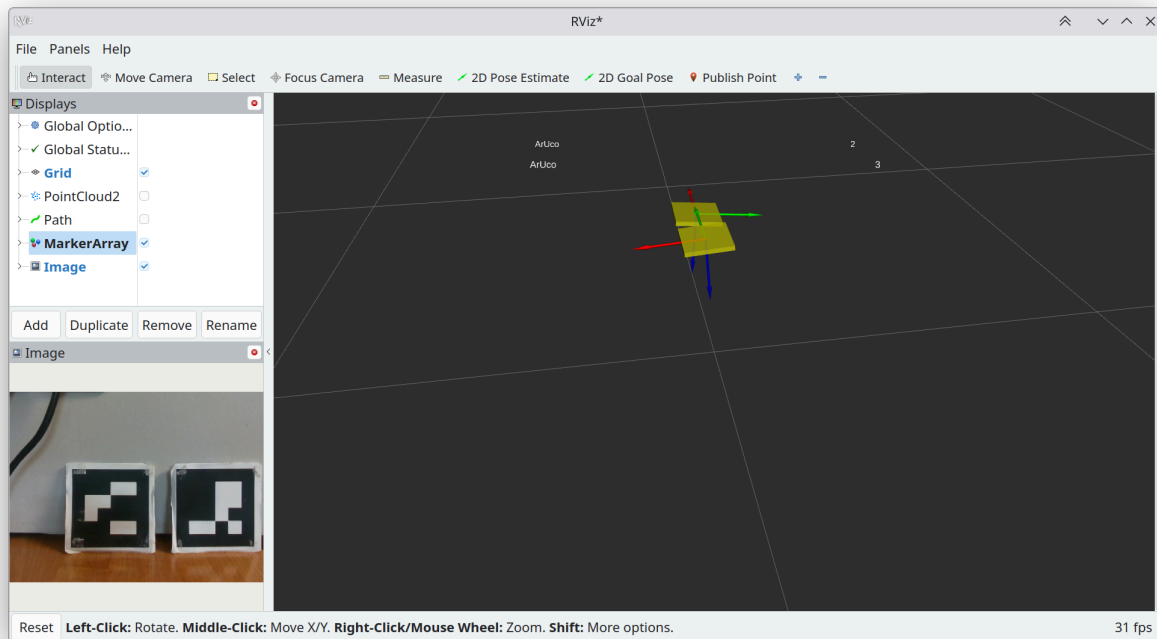 RViz*
File Panels Help
Interact Move Camera Select Focus Camera Measure 2D Pose Estimate 2D Goal Pose Publish Point
Displays
Global Optio...
Global Statu...
Grid
PointCloud2
Path
MarkerArray
Image
Add Duplicate Remove Rename
Image
ArUco 2
ArUco 3
Reset Left-Click: Rotate. Middle-Click: Move X/Y. Right-Click/Mouse Wheel: Zoom. Shift: More options. 31 fps